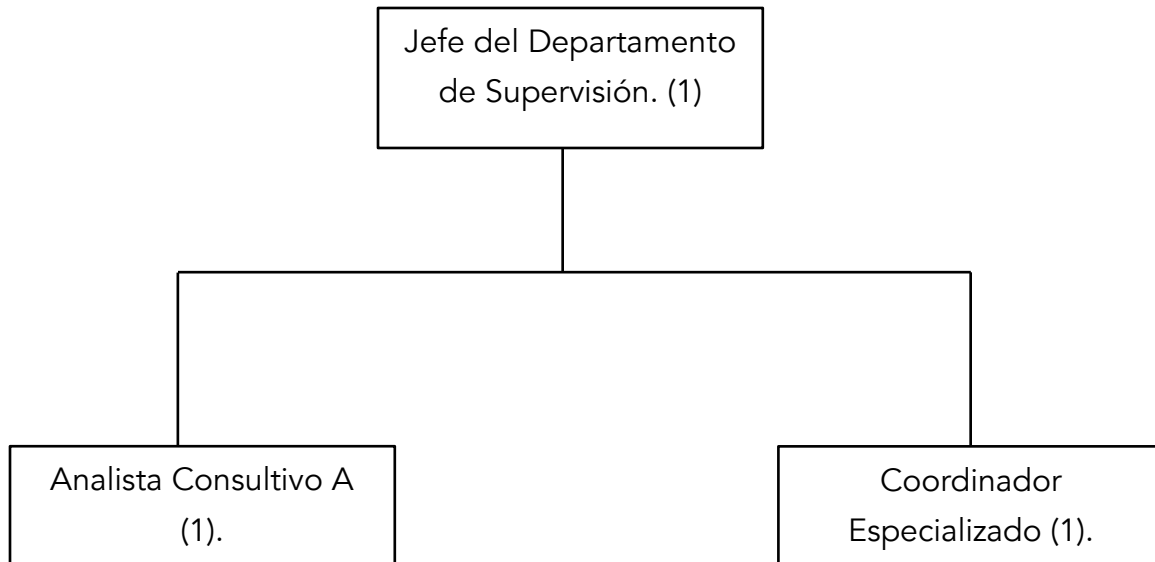 Jefe del Departamento
de Supervisión. (1)
Analista Consultivo A
(1).
Coordinador
Especializado (1).